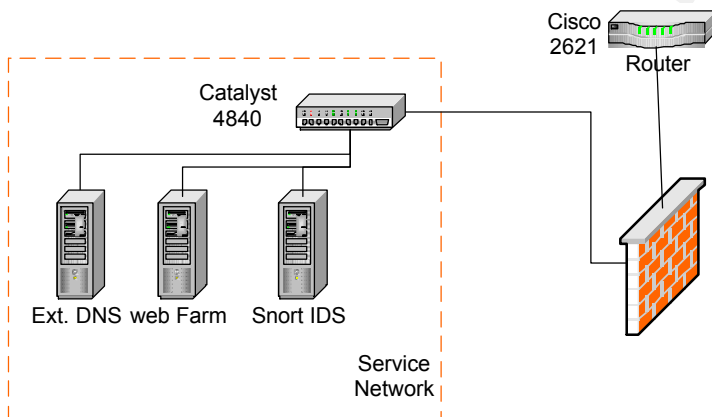 Cisco
2621
Router
Catalyst
4840
Ext. DNS
web Farm
Snort IDS
Service
Network